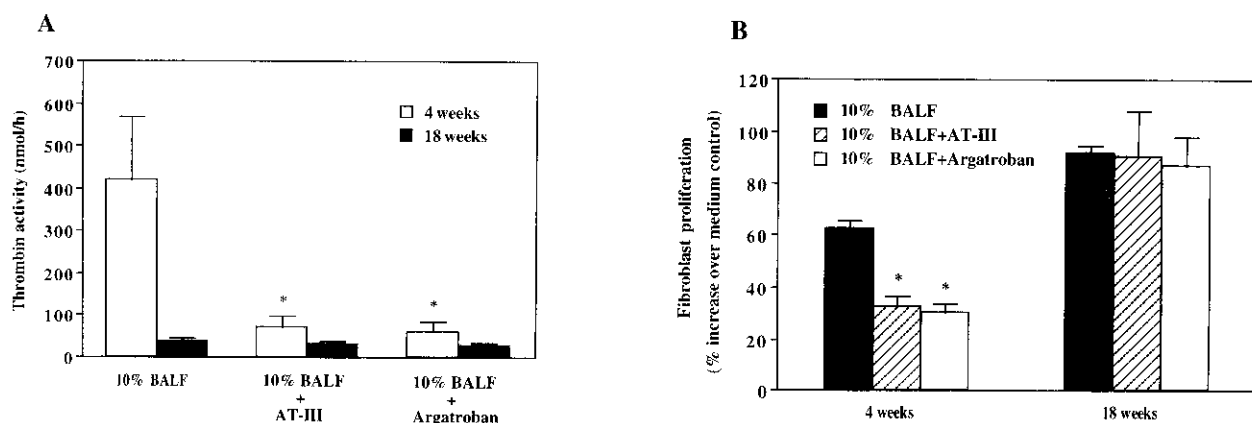 A
Thrombin activity (nmol/h)
700
600
500
400
300
200
100
0
4 weeks
18 weeks
*
*
10% BALF
10% BALF
+
AT-III
10% BALF
+
Argatroban
B
Fibroblast proliferation
(% increase over medium control)
120
100
80
60
40
20
0
10% BALF
10% BALF+AT-III
10% BALF+Argatroban
*
*
4 weeks
18 weeks